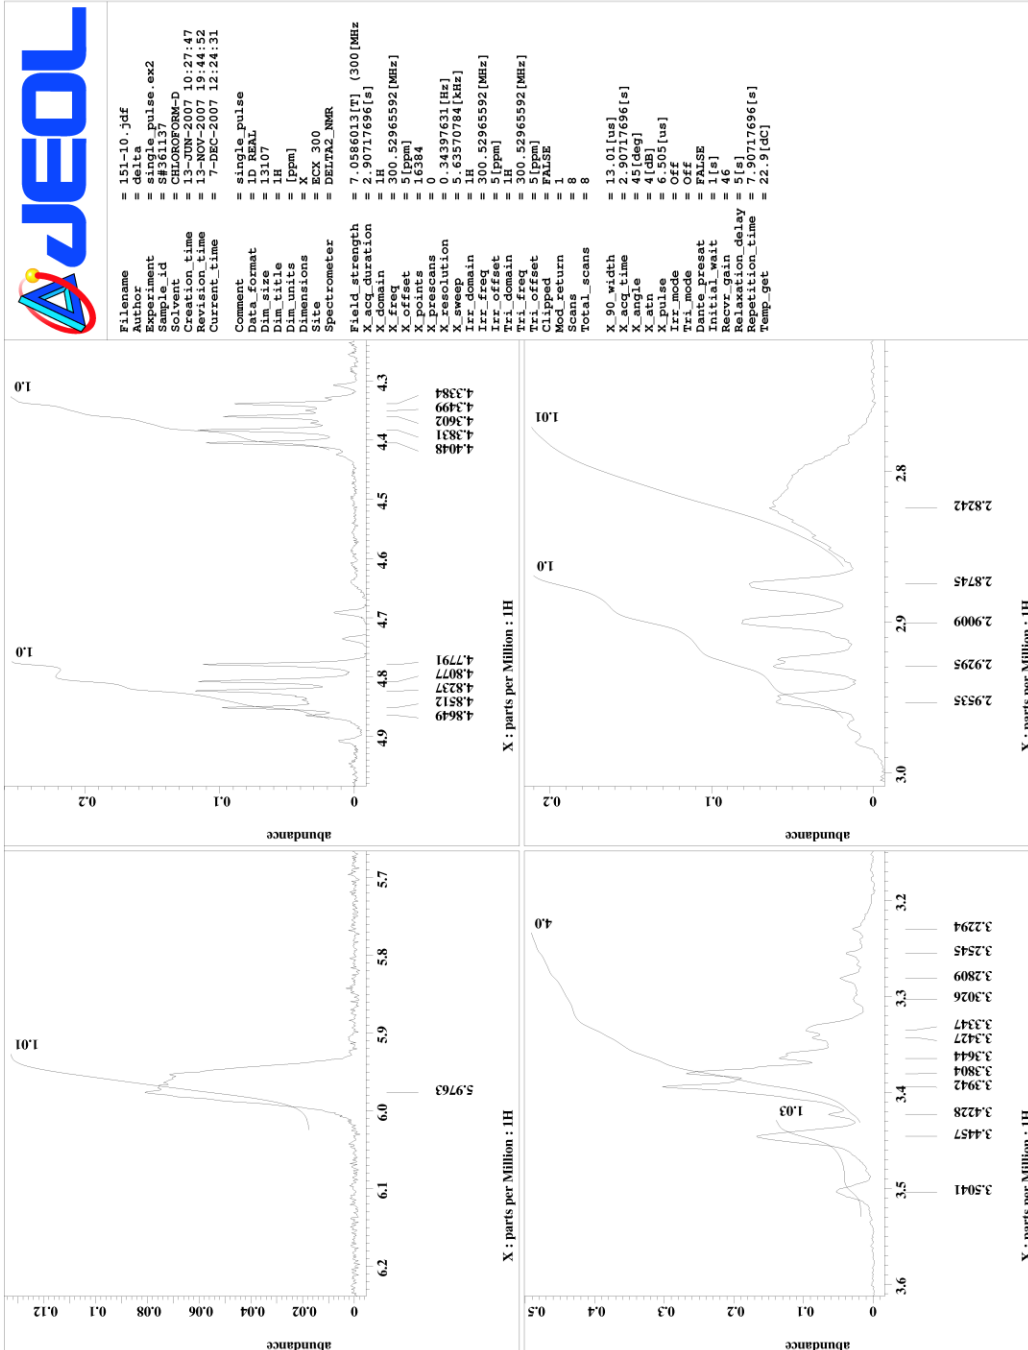 JEOL
Filename = 151-10.jdf
Author = delta
Experiment = single_pulse.ex2
Sample_id = S#361137
Solvent = CHLOROFORM-D
Creation_time = 13-JUN-2007 10:27:47
Revision_time = 13-NOV-2007 19:44:52
Current_time = 7-DEC-2007 12:24:31
Comment = single_pulse
Data_format = 1D REAL
Dim_size = 13107
Dim_title = 1H
Dim_units = [ppm]
Dimensions = X
Site = ECX 300
Spectrometer = DELTA2_NMR
Field_strength = 7.0586013[T] (300[MHz
X_acq_duration = 2.90717696[s]
X_domain = 1H
X_freq = 300.52965592[MHz]
X_offset = 5[ppm]
X_points = 16384
X_prescans = 0
X_resolution = 0.34397631[Hz]
X_sweep = 5.63570784[kHz]
Irr_domain = 1H
Irr_freq = 300.52965592[MHz]
Irr_offset = 5[ppm]
Tri_domain = 1H
Tri_freq = 300.52965592[MHz]
Tri_offset = 5[ppm]
Clipped = FALSE
Mod_return = 1
Scans = 8
Total_scans = 8
X_90_width = 13.01[us]
X_acq_time = 2.90717696[s]
X_angle = 45[deg]
X_atn = 4[dB]
X_pulse = 6.505[us]
Irr_mode = Off
Tri_mode = Off
Dante_presat = FALSE
Initial_wait = 1[s]
Recvr_gain = 46
Relaxation_delay = 5[s]
Repetition_time = 7.90717696[s]
Temp_get = 22.9[dC]
abundance
0 0.02 0.04 0.06 0.08 0.1 0.12
1.01
6.2 6.1 6.0 5.9 5.8 5.7
5.9763
X : parts per Million : 1H
abundance
0 0.1 0.2
1.0 1.0
4.9 4.8 4.7 4.6 4.5 4.4 4.3
4.8649 4.8512 4.8237 4.8077 4.7791 4.4048 4.3831 4.3602 4.3499 4.3384
X : parts per Million : 1H
abundance
0 0.1 0.2 0.3 0.4 0.5
1.03 4.0
3.6 3.5 3.4 3.3 3.2
3.5041 3.4457 3.4228 3.3942 3.3804 3.3644 3.3427 3.3347 3.3026 3.2809 3.2545 3.2294
X : parts per Million : 1H
abundance
0 0.1 0.2
1.0 1.01
3.0 2.9 2.8
2.9535 2.9295 2.9009 2.8745 2.8242
X : parts per Million : 1H